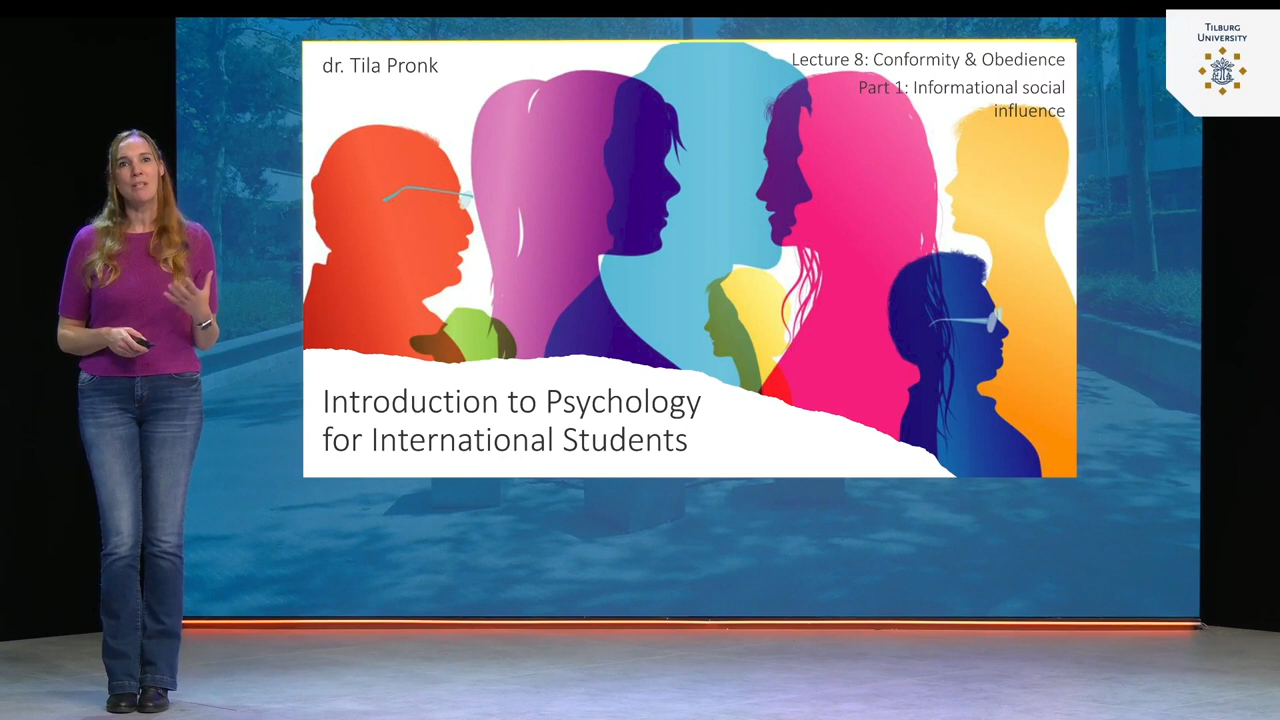 dr. Tila Pronk
Lecture 8: Conformity & Obedience
Part 1: Informational social
influence
Introduction to Psychology
for International Students
TILBURG
UNIVERSITY